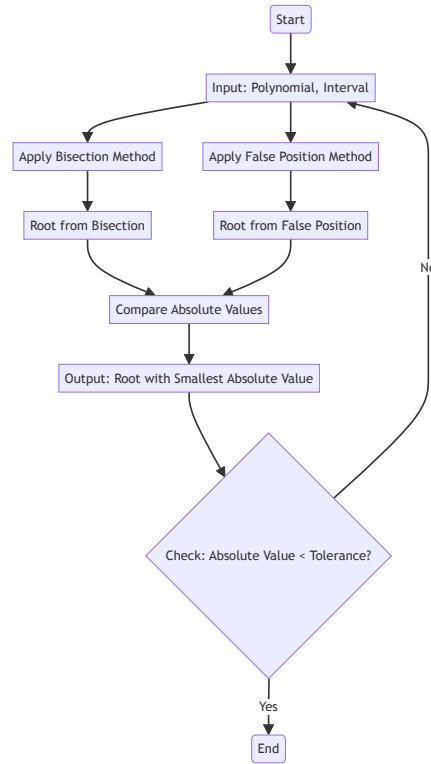 Start
Input: Polynomial, Interval
Apply Bisection Method
Apply False Position Method
Root from Bisection
Root from False Position
No
Compare Absolute Values
Output: Root with Smallest Absolute Value
Check: Absolute Value < Tolerance?
Yes
End